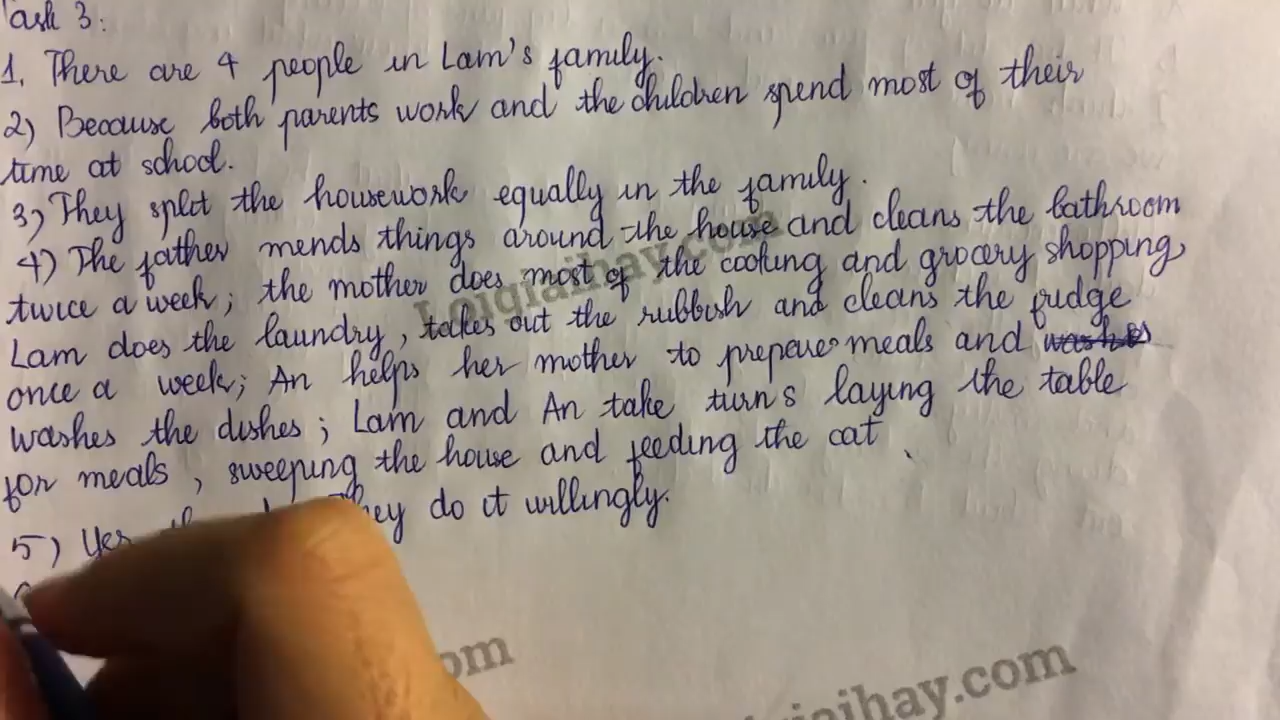 Task 3:
1. There are 4 people in Lam's family.
2) Because both parents work and the children spend most of their
time at school.
3) They split the housework equally in the family.
4) The father mends things around the house and cleans the bathroom
twice a week; the mother does most of the cooking and grocery shopping,
Lam does the laundry, takes out the rubbish and cleans the fridge
once a week; An helps her mother to prepare meals and washes
washes the dishes; Lam and An take turns laying the table
for meals, sweeping the house and feeding the cat.
5) Yes They do it willingly.
Loigiaihay.com